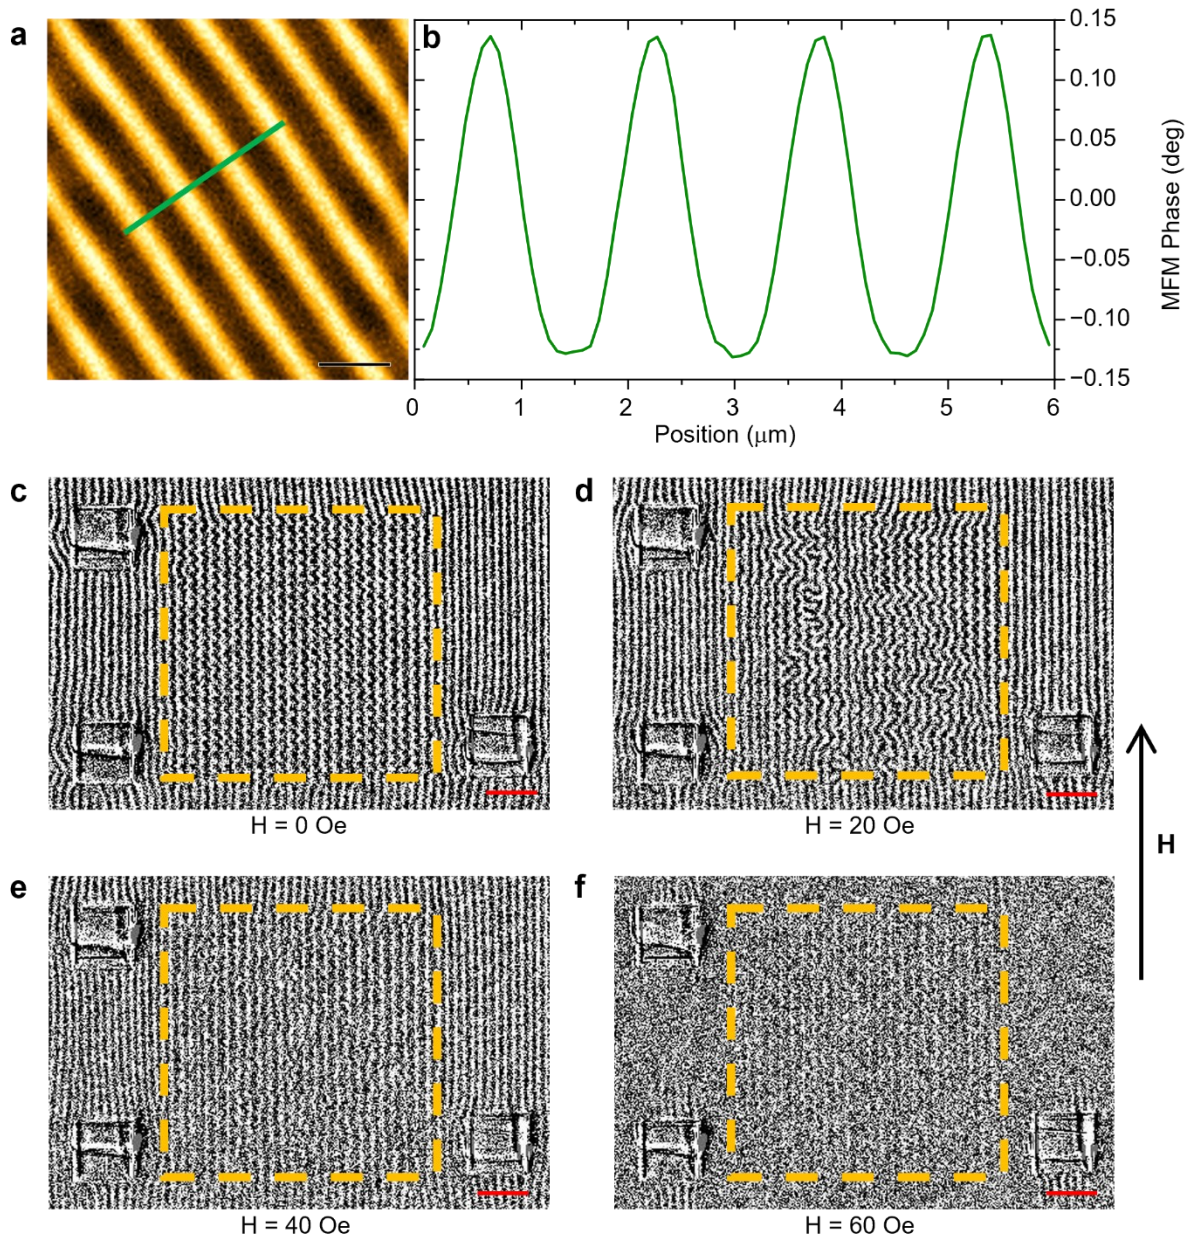 a
b
0.15
0.10
0.05
0.00
−0.05
−0.10
−0.15
MFM Phase (deg)
0 1 2 3 4 5 6
Position (μm)
c
d
H = 0 Oe
H = 20 Oe
H
e
f
H = 40 Oe
H = 60 Oe